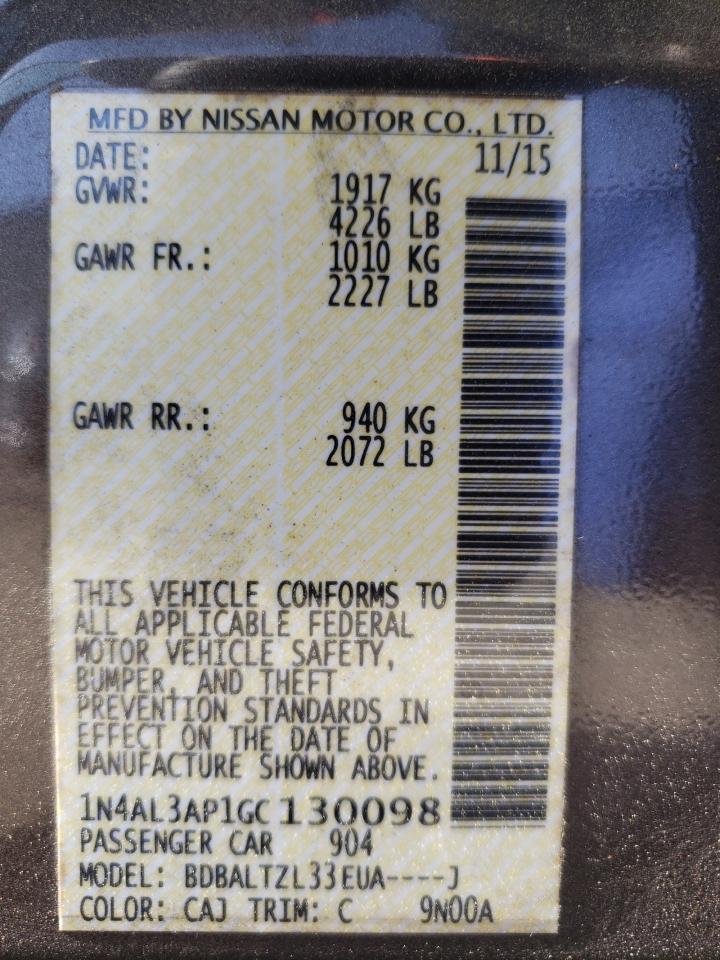 MFD BY NISSAN MOTOR CO., LTD.
DATE: 11/15
GVWR: 1917 KG
4226 LB
GAWR FR.: 1010 KG
2227 LB
GAWR RR.: 940 KG
2072 LB
THIS VEHICLE CONFORMS TO
ALL APPLICABLE FEDERAL
MOTOR VEHICLE SAFETY,
BUMPER, AND THEFT
PREVENTION STANDARDS IN
EFFECT ON THE DATE OF
MANUFACTURE SHOWN ABOVE.
1N4AL3AP1GC130098
PASSENGER CAR 904
MODEL: BDBALTZL33EUA----J
COLOR: CAJ TRIM: C 9N00A